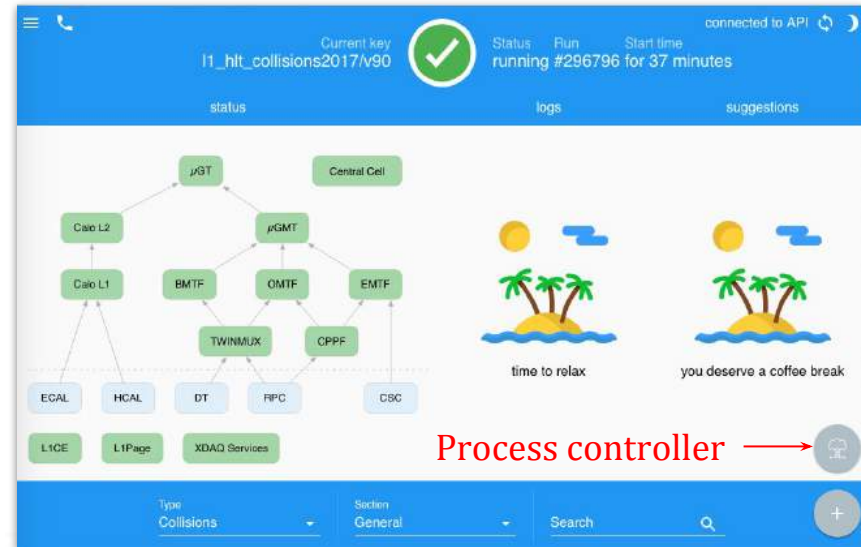 Current key
l1_hlt_collisions2017/v90
Status Run Start time
running #296796 for 37 minutes
connected to API
status
logs
suggestions
µGT
Central Cell
Calo L2
µGMT
Calo L1
BMTF
OMTF
EMTF
TWINMUX
CPPF
ECAL
HCAL
DT
RPC
CSC
L1CE
L1Page
XDAQ Services
time to relax
you deserve a coffee break
Process controller
Type
Collisions
Section
General
Search